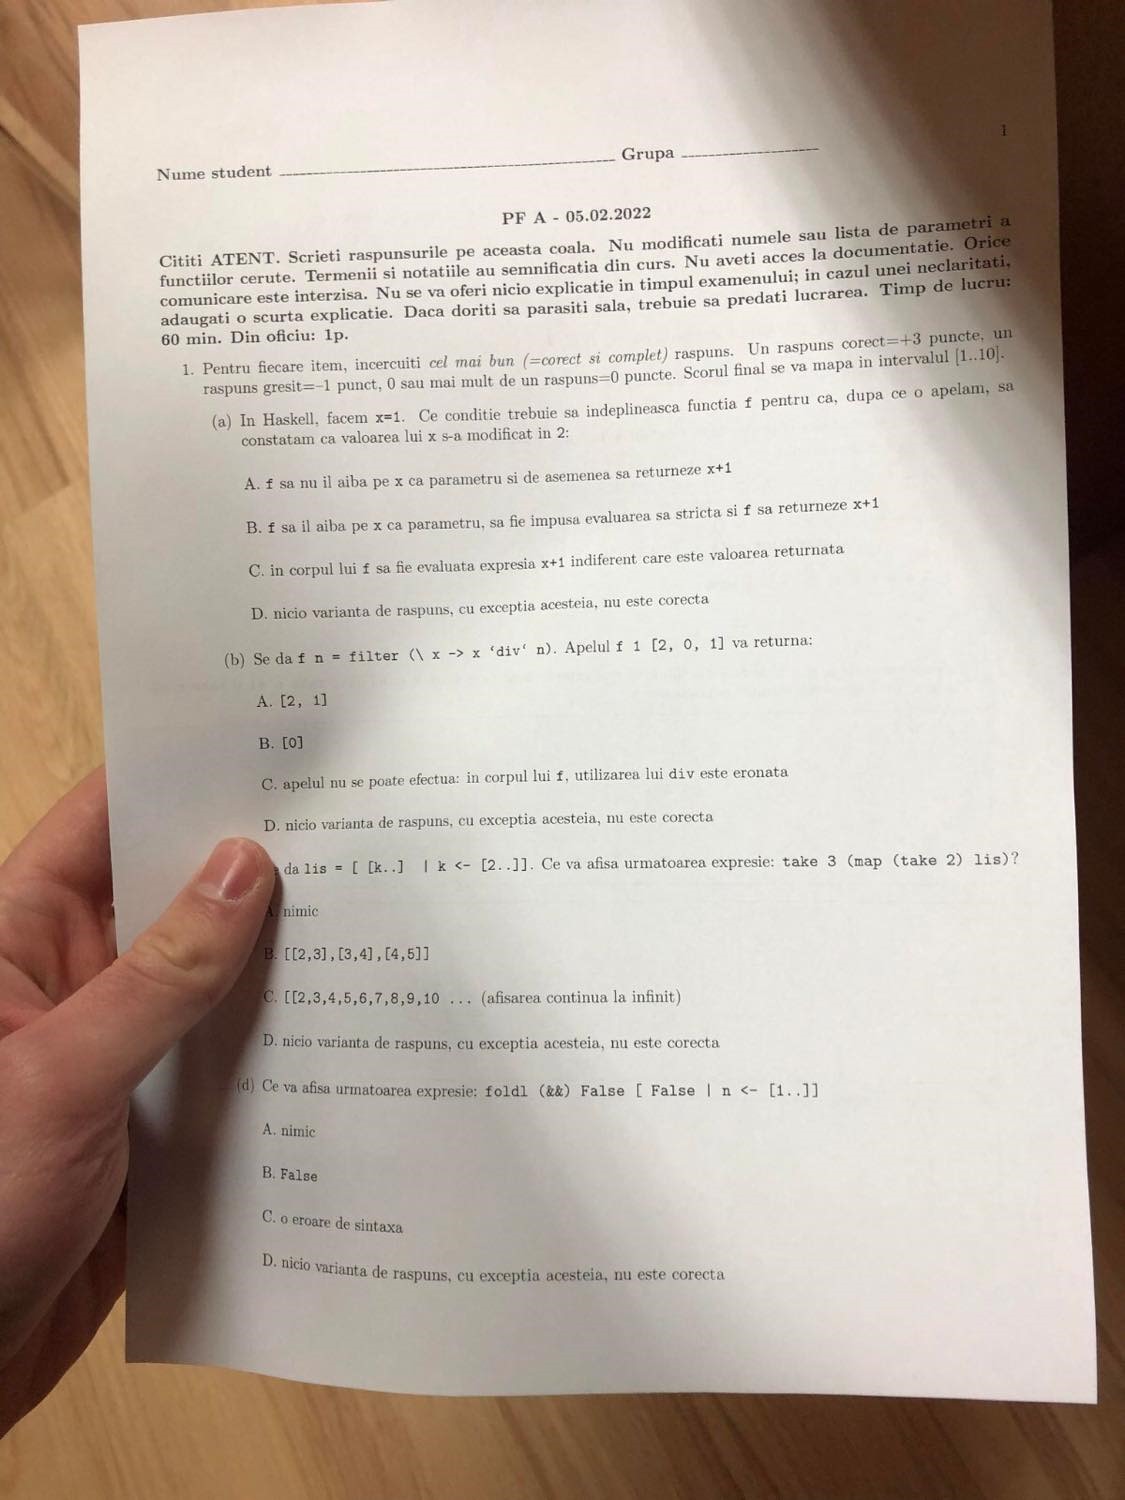 1
Nume student ________ Grupa ________
PF A - 05.02.2022
Cititi ATENT. Scrieti raspunsurile pe aceasta coala. Nu modificati numele sau lista de parametri a
functiilor cerute. Termenii si notatiile au semnificatia din curs. Nu aveti acces la documentatie. Orice
comunicare este interzisa. Nu se va oferi nicio explicatie in timpul examenului; in cazul unei neclaritati,
adaugati o scurta explicatie. Daca doriti sa parasiti sala, trebuie sa predati lucrarea. Timp de lucru:
60 min. Din oficiu: 1p.
1. Pentru fiecare item, incercuiti cel mai bun (=corect si complet) raspuns. Un raspuns corect=+3 puncte, un
raspuns gresit=–1 punct, 0 sau mai mult de un raspuns=0 puncte. Scorul final se va mapa in intervalul [1..10].
(a) In Haskell, facem x=1. Ce conditie trebuie sa indeplineasca functia f pentru ca, dupa ce o apelam, sa
constatam ca valoarea lui x s-a modificat in 2:
A. f sa nu il aiba pe x ca parametru si de asemenea sa returneze x+1
B. f sa il aiba pe x ca parametru, sa fie impusa evaluarea sa stricta si f sa returneze x+1
C. in corpul lui f sa fie evaluata expresia x+1 indiferent care este valoarea returnata
D. nicio varianta de raspuns, cu exceptia acesteia, nu este corecta
(b) Se da f n = filter (\ x -> x ‘div‘ n). Apelul f 1 [2, 0, 1] va returna:
A. [2, 1]
B. [0]
C. apelul nu se poate efectua: in corpul lui f, utilizarea lui div este eronata
D. nicio varianta de raspuns, cu exceptia acesteia, nu este corecta
da lis = [ [k..] | k <- [2..]]. Ce va afisa urmatoarea expresie: take 3 (map (take 2) lis)?
A. nimic
B. [[2,3],[3,4],[4,5]]
C. [[2,3,4,5,6,7,8,9,10 ... (afisarea continua la infinit)
D. nicio varianta de raspuns, cu exceptia acesteia, nu este corecta
(d) Ce va afisa urmatoarea expresie: foldl (&&) False [ False | n <- [1..]]
A. nimic
B. False
C. o eroare de sintaxa
D. nicio varianta de raspuns, cu exceptia acesteia, nu este corecta